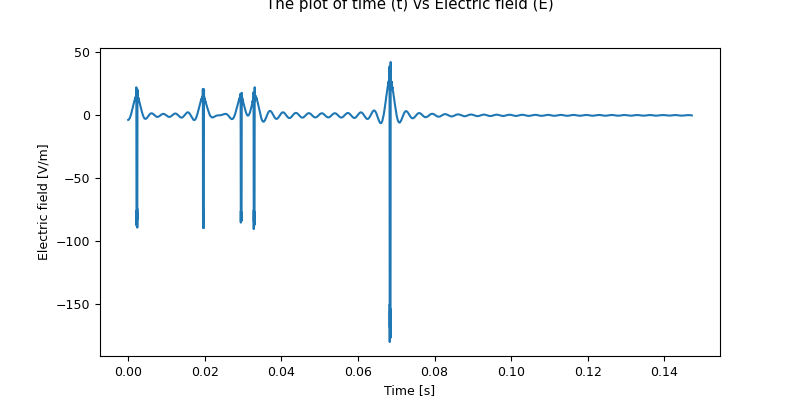 The plot of time (t) vs Electric field (E)
50
0
−50
−100
−150
Electric field [V/m]
0.00 0.02 0.04 0.06 0.08 0.10 0.12 0.14
Time [s]